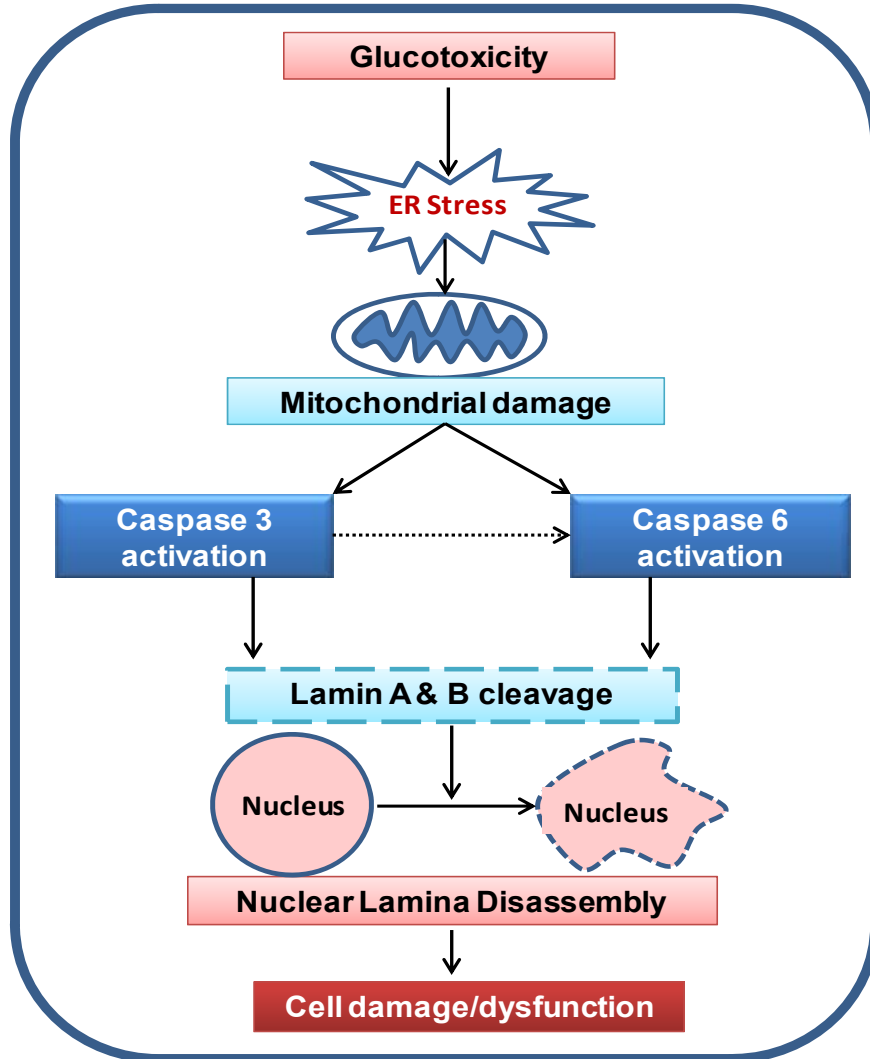 Glucotoxicity
ER Stress
Mitochondrial damage
Caspase 3
activation
Caspase 6
activation
Lamin A & B cleavage
Nucleus
Nucleus
Nuclear Lamina Disassembly
Cell damage/dysfunction